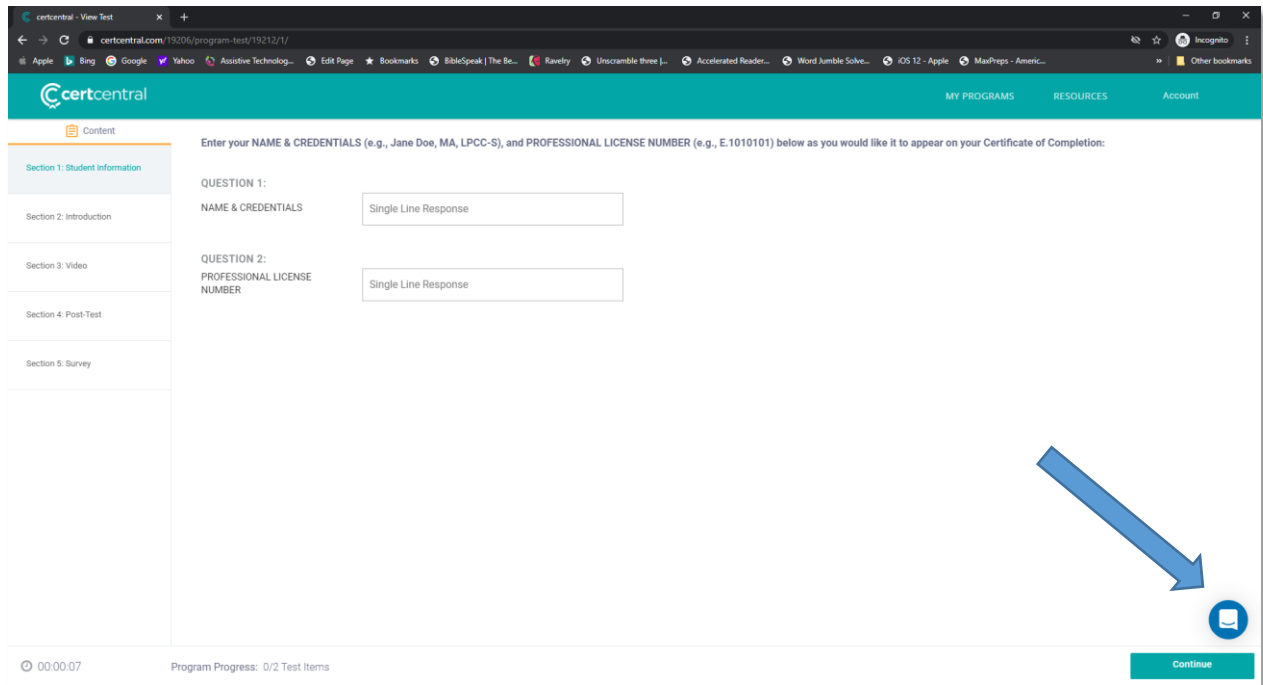 certcentral - View Test
certcentral.com/19206/program-test/19212/1/
Incognito
Apple Bing Google Yahoo Assistive Technolog... Edit Page Bookmarks BibleSpeak | The Be... Ravelry Unscramble three |... Accelerated Reader... Word Jumble Solve... iOS 12 - Apple MaxPreps - Americ... » Other bookmarks
certcentral
MY PROGRAMS RESOURCES Account
Content
Section 1: Student Information
Section 2: Introduction
Section 3: Video
Section 4: Post-Test
Section 5: Survey
Enter your NAME & CREDENTIALS (e.g., Jane Doe, MA, LPCC-S), and PROFESSIONAL LICENSE NUMBER (e.g., E.1010101) below as you would like it to appear on your Certificate of Completion:
QUESTION 1:
NAME & CREDENTIALS Single Line Response
QUESTION 2:
PROFESSIONAL LICENSE
NUMBER
Single Line Response
00:00:07 Program Progress: 0/2 Test Items
Continue